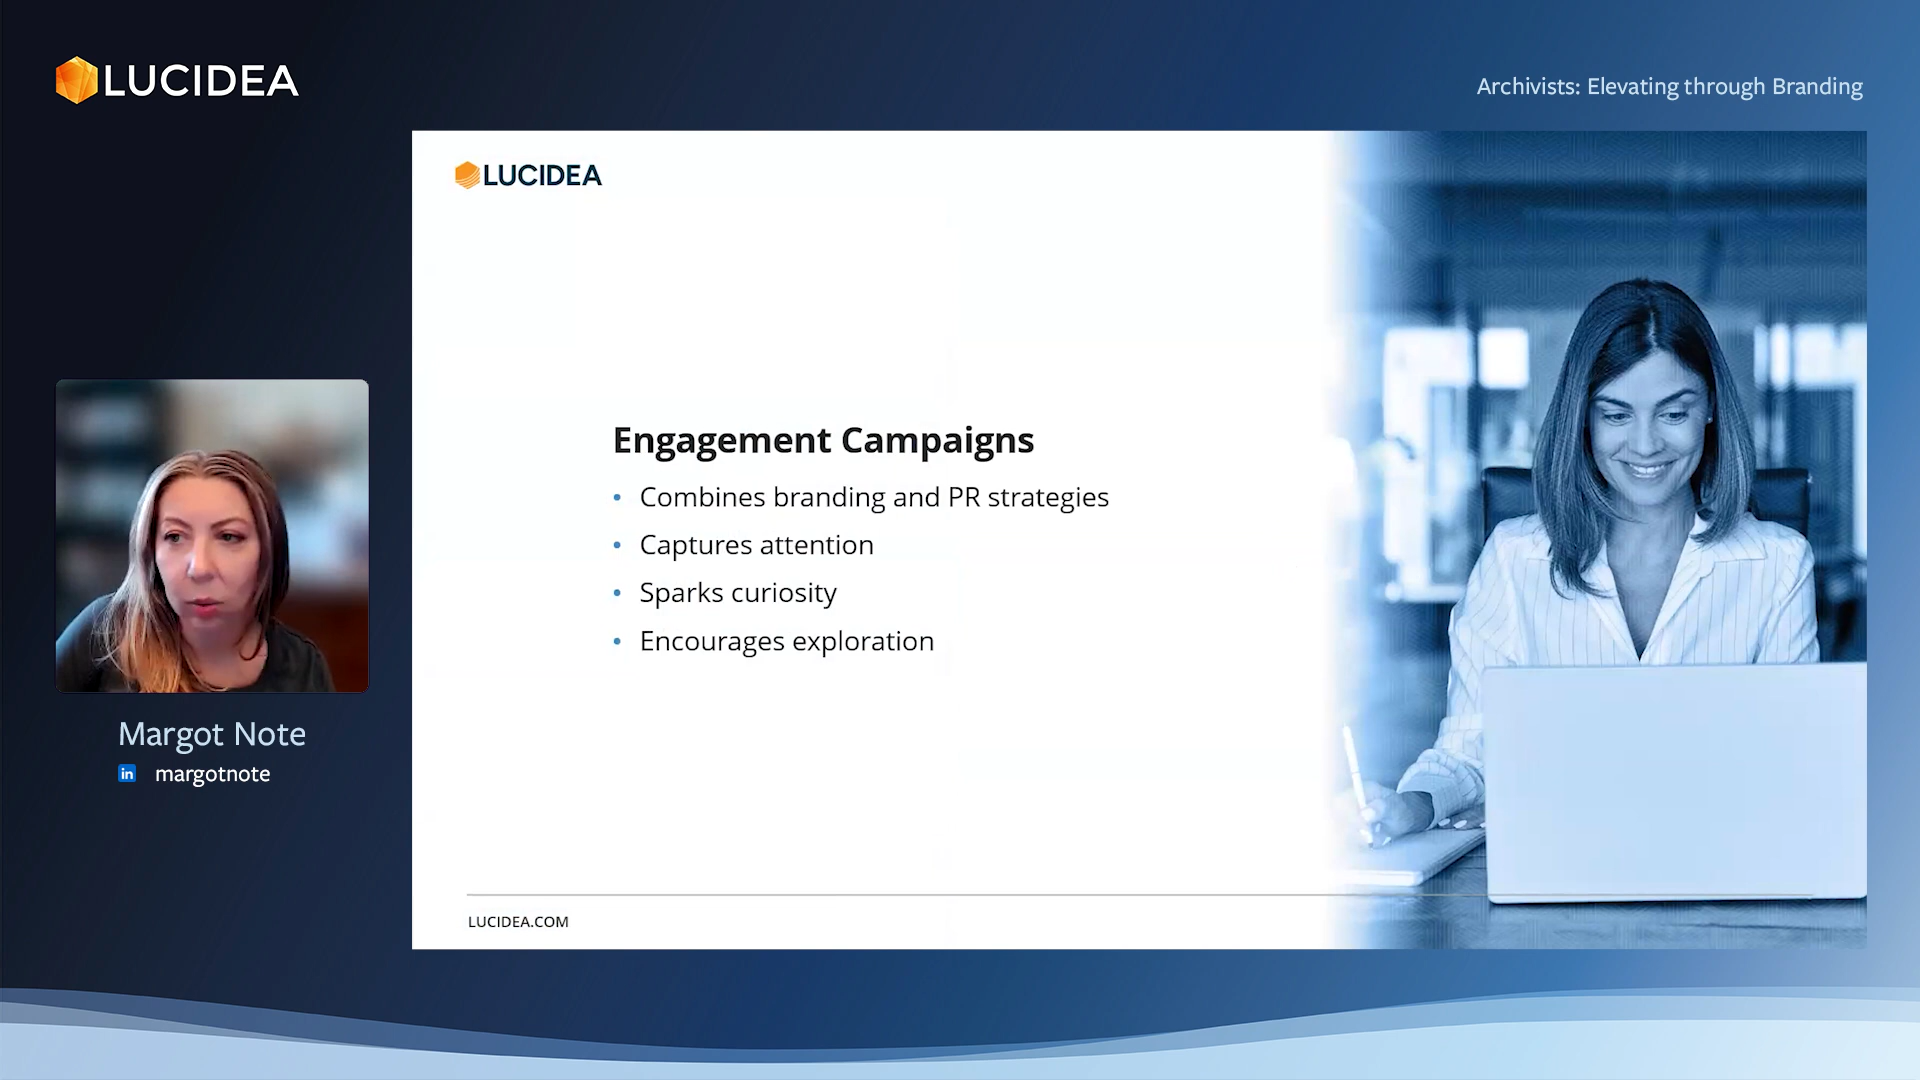 LUCIDEA
Archivists: Elevating through Branding
LUCIDEA
Engagement Campaigns
• Combines branding and PR strategies
• Captures attention
• Sparks curiosity
• Encourages exploration
Margot Note
in margotnote
LUCIDEA.COM